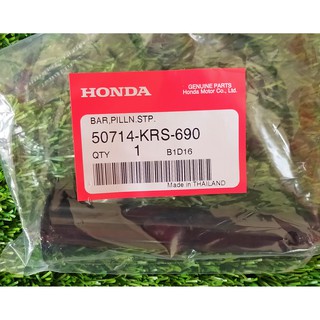 HONDA
GENUINE PARTS
Honda Motor Co., Ltd.
BAR,PILLN.STP.
50714-KRS-690
QTY 1 B1D16
Made in THAILAND